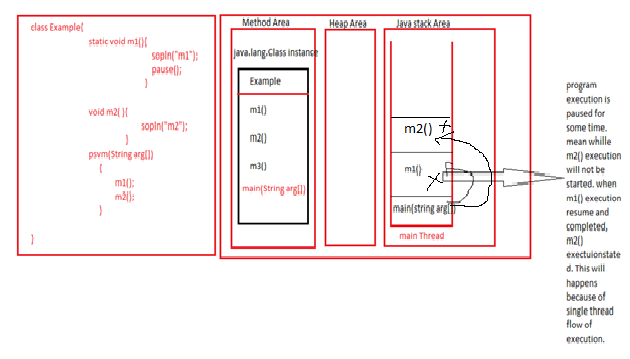 class Example{
static void m1(){
sopln("m1");
pause();
}
void m2( ){
sopln("m2");
}
psvm(String arg[])
{
m1();
m2();
}
}
Method Area
java.lang.Class instance
Example
m1()
m2()
m3()
main(String arg[])
Heap Area
Java stack Area
m2()
m1()
main(string arg[])
main Thread
program
execution is
paused for
some time.
mean whille
m2() execution
will not be
started. when
m1() execution
resume and
completed,
m2()
exectuionstate
d. This will
happens
because of
single thread
flow of
execution.